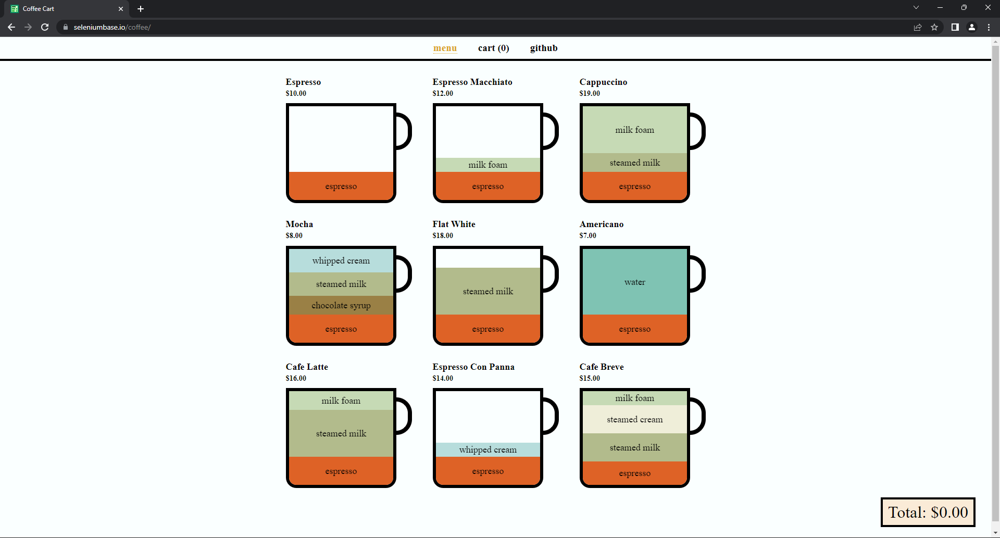 Coffee Cart
seleniumbase.io/coffee/
menu cart (0) github
Espresso
$10.00
espresso
Espresso Macchiato
$12.00
milk foam
espresso
Cappuccino
$19.00
milk foam
steamed milk
espresso
Mocha
$8.00
whipped cream
steamed milk
chocolate syrup
espresso
Flat White
$18.00
steamed milk
espresso
Americano
$7.00
water
espresso
Cafe Latte
$16.00
milk foam
steamed milk
espresso
Espresso Con Panna
$14.00
whipped cream
espresso
Cafe Breve
$15.00
milk foam
steamed cream
steamed milk
espresso
Total: $0.00